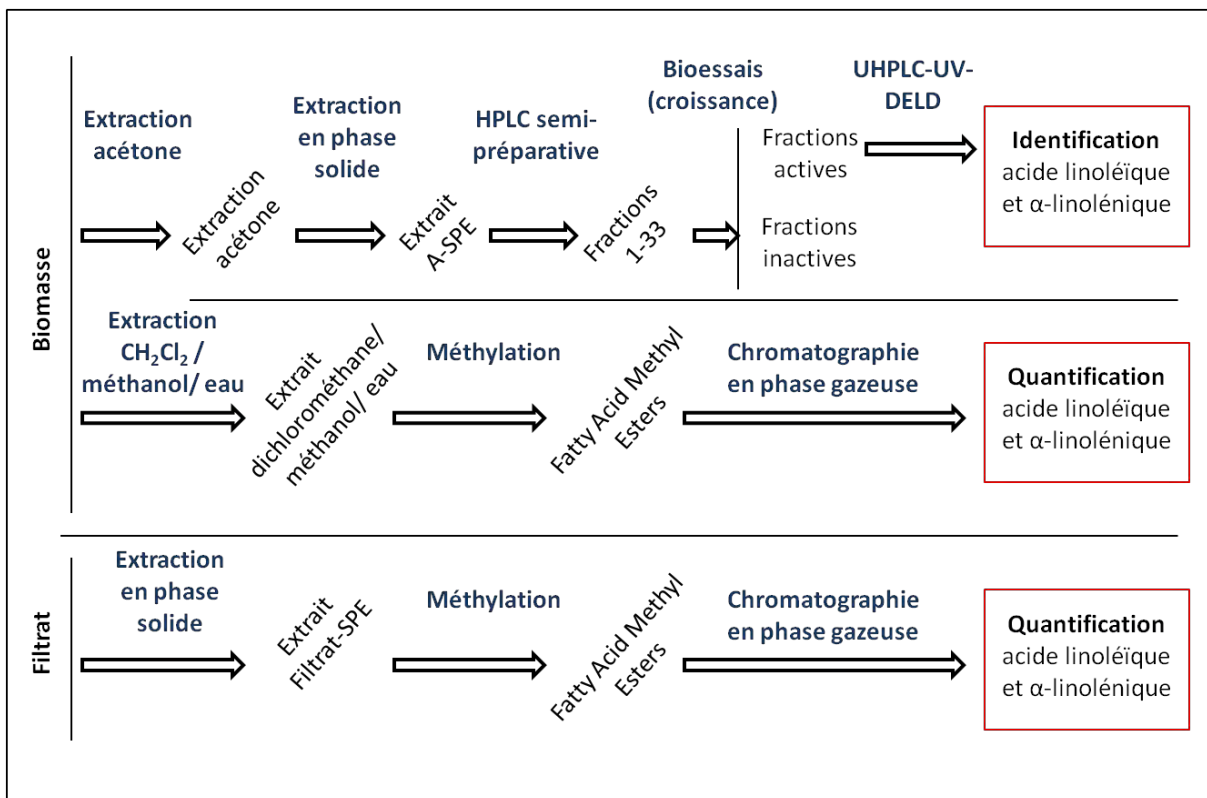 Biomasse
Extraction
acétone
Extraction
acétone
Extraction
en phase
solide
Extrait
A-SPE
HPLC semi-
préparative
Fractions
1-33
Bioessais
(croissance)
Fractions
actives
Fractions
inactives
UHPLC-UV-
DELD
Identification
acide linoléïque
et α-linolénique
Extraction
CH₂Cl₂ /
méthanol/ eau
Extrait
dichlorométhane/
méthanol/ eau
Méthylation
Fatty Acid Methyl
Esters
Chromatographie
en phase gazeuse
Quantification
acide linoléïque
et α-linolénique
Filtrat
Extraction
en phase
solide
Extrait
Filtrat-SPE
Méthylation
Fatty Acid Methyl
Esters
Chromatographie
en phase gazeuse
Quantification
acide linoléïque
et α-linolénique